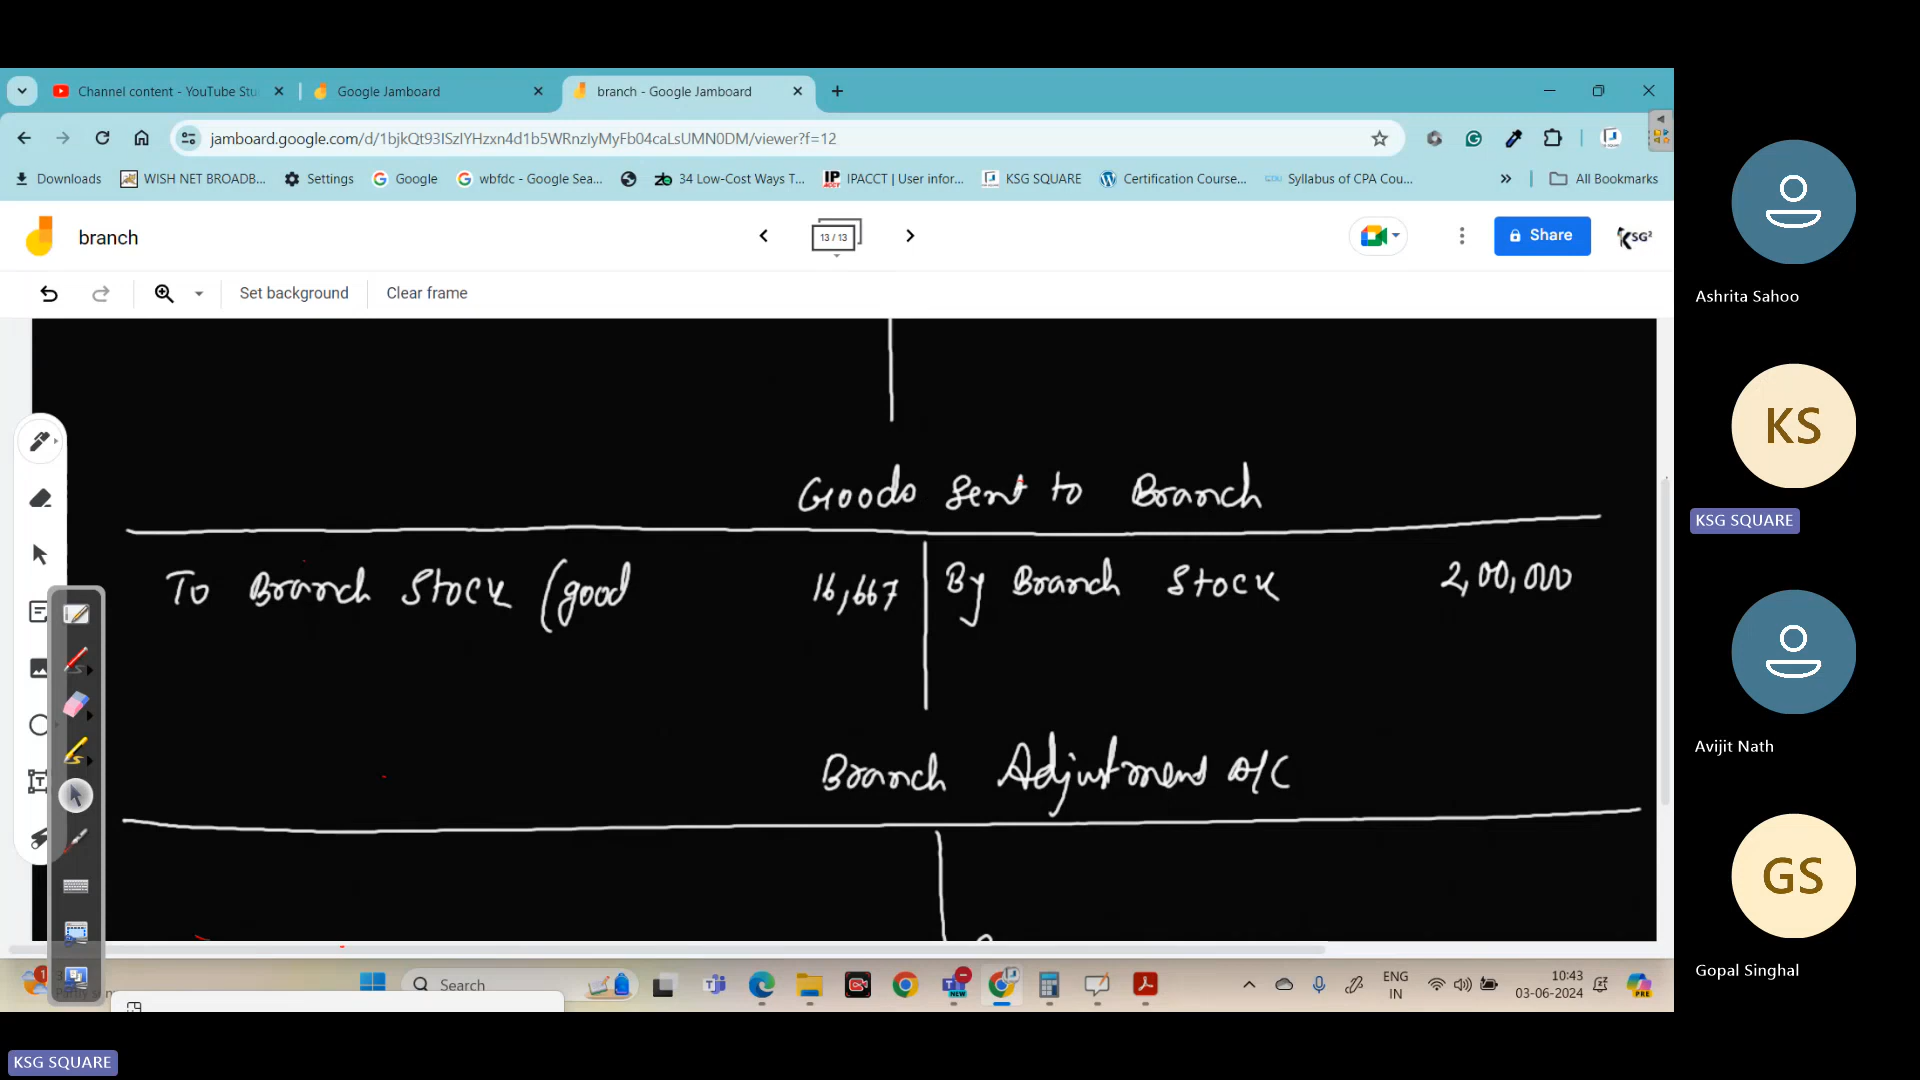 Channel content - YouTube Stu
Google Jamboard
branch - Google Jamboard
jamboard.google.com/d/1bjkQt93ISzlYHzxn4d1b5WRnzIyMyFb04caLsUMN0DM/viewer?f=12
Downloads
WISH NET BROADB...
Settings
Google
wbfdc - Google Sea...
34 Low-Cost Ways T...
IPACCT | User infor...
KSG SQUARE
Certification Course...
Syllabus of CPA Cou...
All Bookmarks
branch
13 / 13
Share
KSG²
Set background
Clear frame
Goods Sent to Branch
To Branch Stock (good 16,667
By Branch Stock 2,00,000
Branch Adjustment A/C
Search
ENG
IN
10:43
03-06-2024
Ashrita Sahoo
KS
KSG SQUARE
Avijit Nath
GS
Gopal Singhal
KSG SQUARE